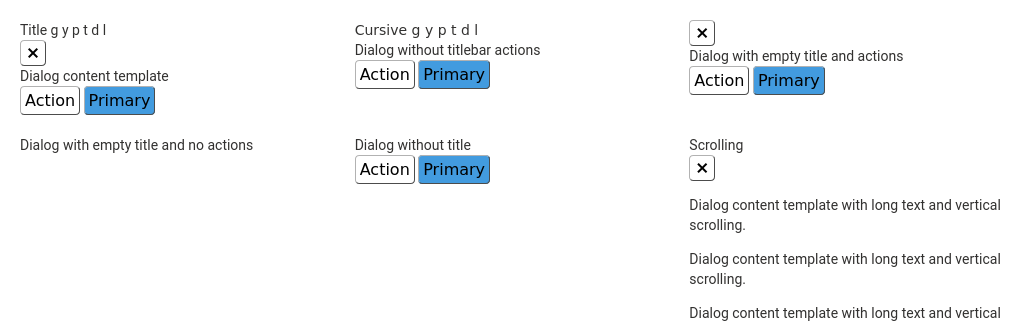 Title g y p t d l
✕
Dialog content template
Action Primary
Cursive g y p t d l
Dialog without titlebar actions
Action Primary
✕
Dialog with empty title and actions
Action Primary
Dialog with empty title and no actions
Dialog without title
Action Primary
Scrolling
✕
Dialog content template with long text and vertical
scrolling.
Dialog content template with long text and vertical
scrolling.
Dialog content template with long text and vertical